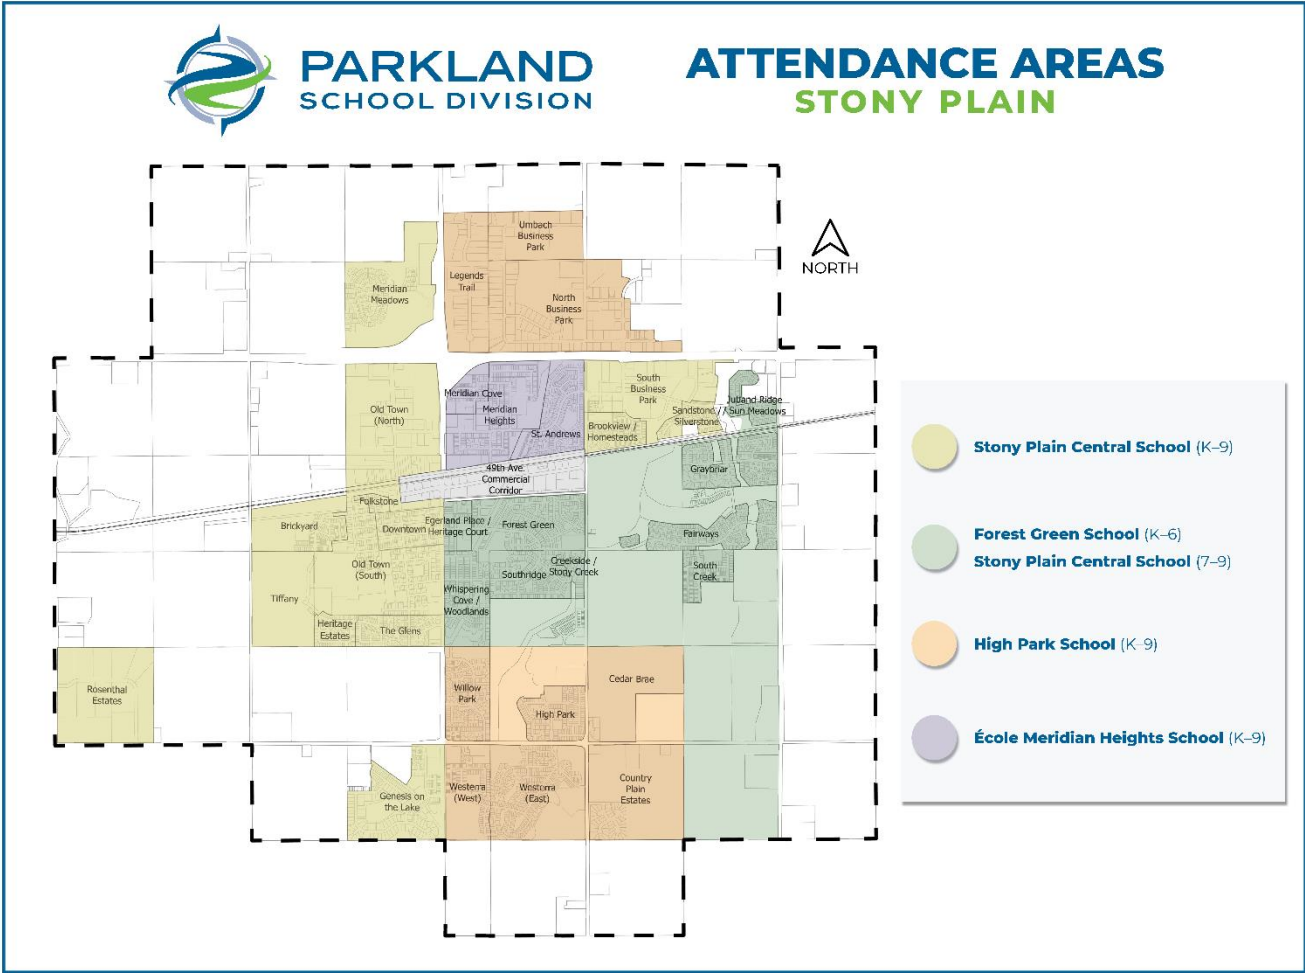 PARKLAND
SCHOOL DIVISION
ATTENDANCE AREAS
STONY PLAIN
NORTH
Umbach
Business
Park
Legends
Trail
North
Business
Park
Meridian
Meadows
Old Town
(North)
Meridian Cove
Meridian
Heights
St. Andrews
South
Business
Park
Brookview /
Homesteads
Sandstone /
Silverstone
Jutland Ridge
/ Sun Meadows
49th Ave.
Commercial
Corridor
Graybriar
Folkstone
Brickyard
Downtown
Egerland Place /
Heritage Court
Forest Green
Fairways
Old Town
(South)
Creekside /
Stony Creek
Southridge
South
Creek
Tiffany
Whispering
Cove /
Woodlands
Heritage
Estates
The Glens
Rosenthal
Estates
Willow
Park
High Park
Cedar Brae
Genesis on
the Lake
Westerra
(West)
Westerra
(East)
Country
Plain
Estates
Stony Plain Central School (K–9)
Forest Green School (K–6)
Stony Plain Central School (7–9)
High Park School (K–9)
École Meridian Heights School (K–9)